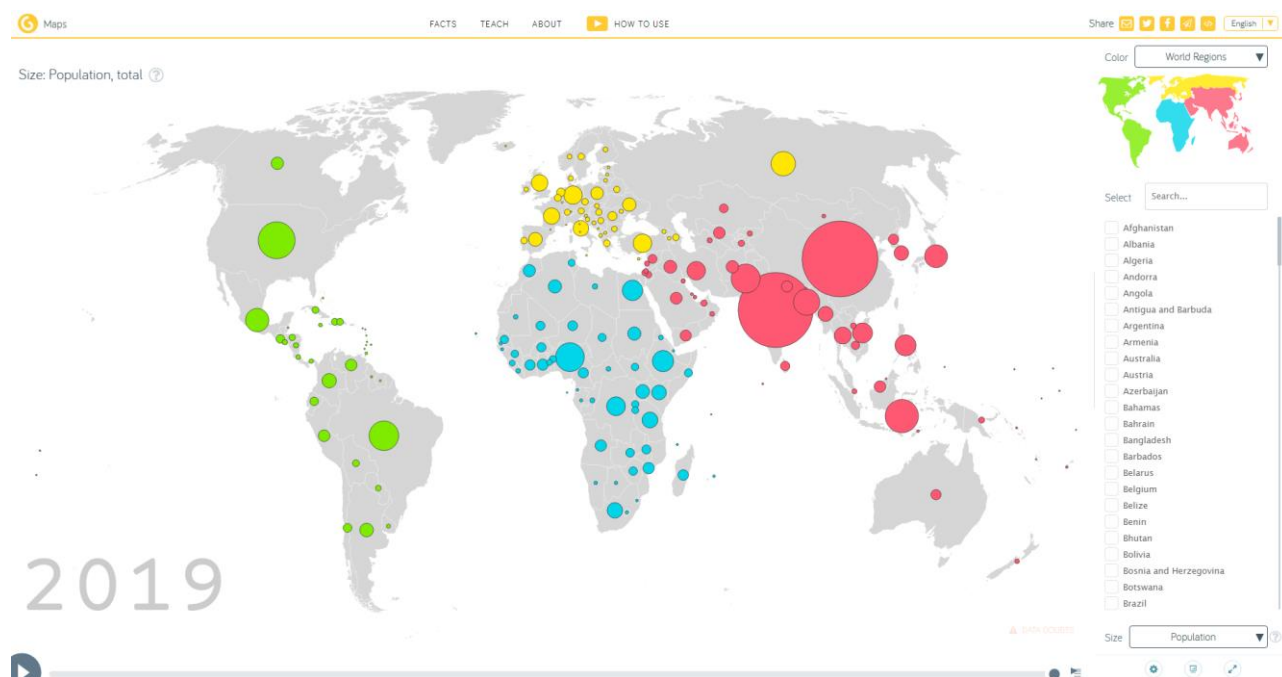 Maps FACTS TEACH ABOUT HOW TO USE Share English
Color World Regions
Size: Population, total ?
Select Search...
Afghanistan
Albania
Algeria
Andorra
Angola
Antigua and Barbuda
Argentina
Armenia
Australia
Austria
Azerbaijan
Bahamas
Bahrain
Bangladesh
Barbados
Belarus
Belgium
Belize
Benin
Bhutan
Bolivia
Bosnia and Herzegovina
Botswana
Brazil
2019
DATA DOUBTS
Size Population ?